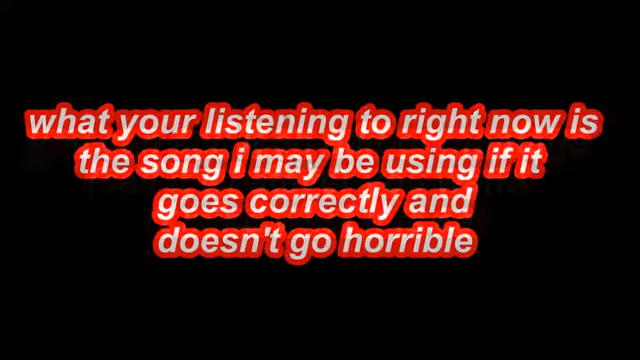 what your listening to right now is
the song i may be using if it
goes correctly and
doesn't go horrible